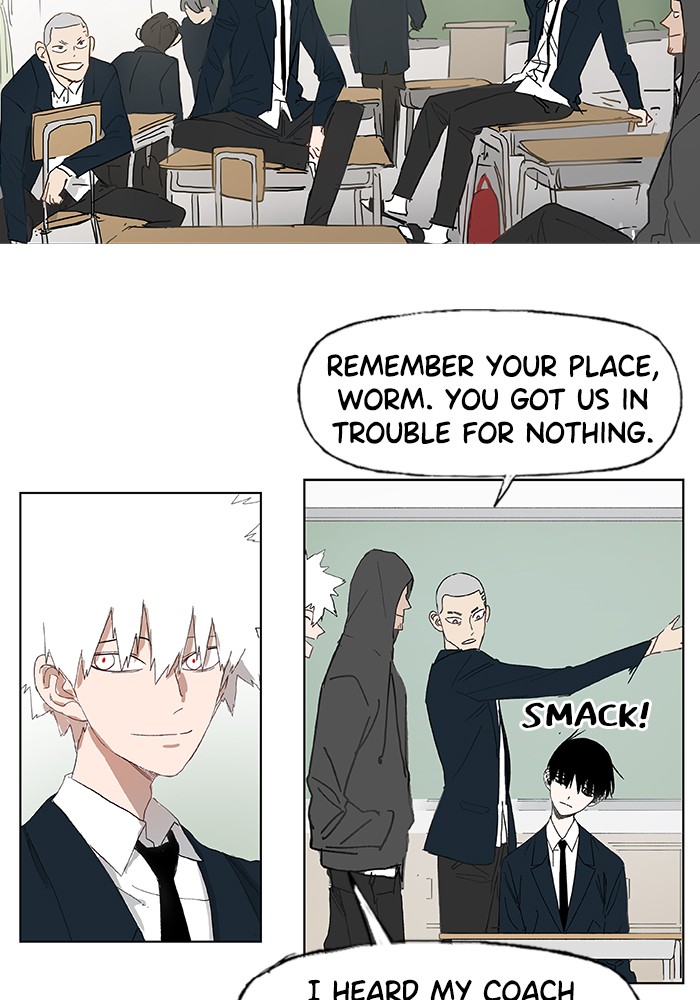 REMEMBER YOUR PLACE,
WORM. YOU GOT US IN
TROUBLE FOR NOTHING.
SMACK!
I HEARD MY COACH